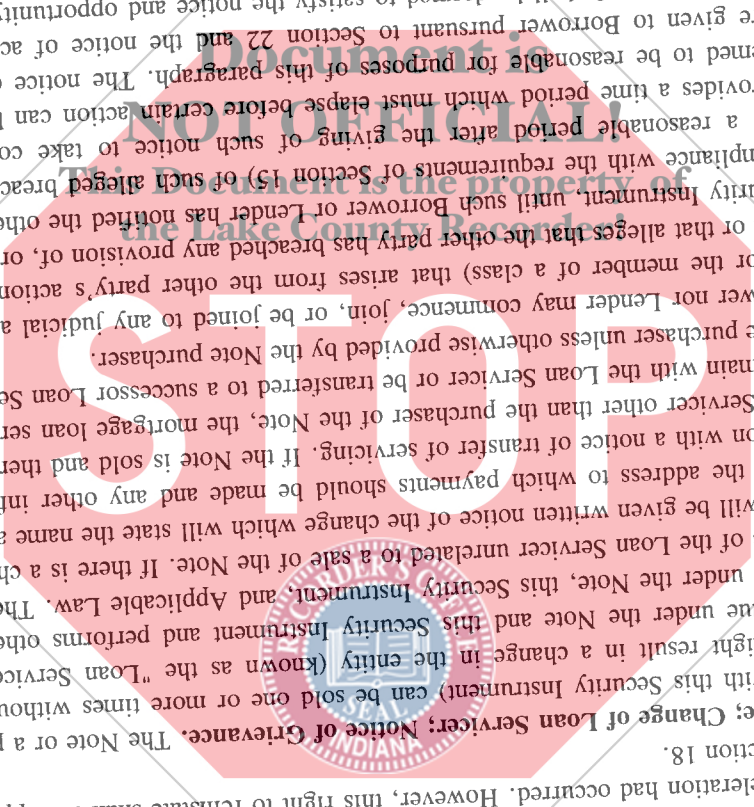 eleration had occurred. However, this right to reinstate shall
ction 18.
e; Change of Loan Servicer; Notice of Grievance. The Note or a p
ith this Security Instrument) can be sold one or more times withou
ight result in a change in the entity (known as the "Loan Service
ue under the Note and this Security Instrument and performs othe
under the Note, this Security Instrument, and Applicable Law. The
of the Loan Servicer unrelated to a sale of the Note. If there is a ch
will be given written notice of the change which will state the name a
the address to which payments should be made and any other inf
on with a notice of transfer of servicing. If the Note is sold and ther
Servicer other than the purchaser of the Note, the mortgage loan ser
main with the Loan Servicer or be transferred to a successor Loan Se
e purchaser unless otherwise provided by the Note purchaser.
wer nor Lender may commence, join, or be joined to any judicial a
or the member of a class) that arises from the other party's action
or that alleges that the other party has breached any provision of, or
urity Instrument, until such Borrower or Lender has notified the othe
mpliance with the requirements of Section 15) of such alleged breac
a reasonable period after the giving of such notice to take co
rovides a time period which must elapse before certain action can b
emed to be reasonable for purposes of this paragraph. The notice o
re given to Borrower pursuant to Section 22 and the notice of ac
deemed to satisfy the notice and opportunity
Document is
NOT OFFICIAL!
This Document is the property of
the Lake County Recorder!
STOP
RECORDER'S OFFICE
SEAL
INDIANA